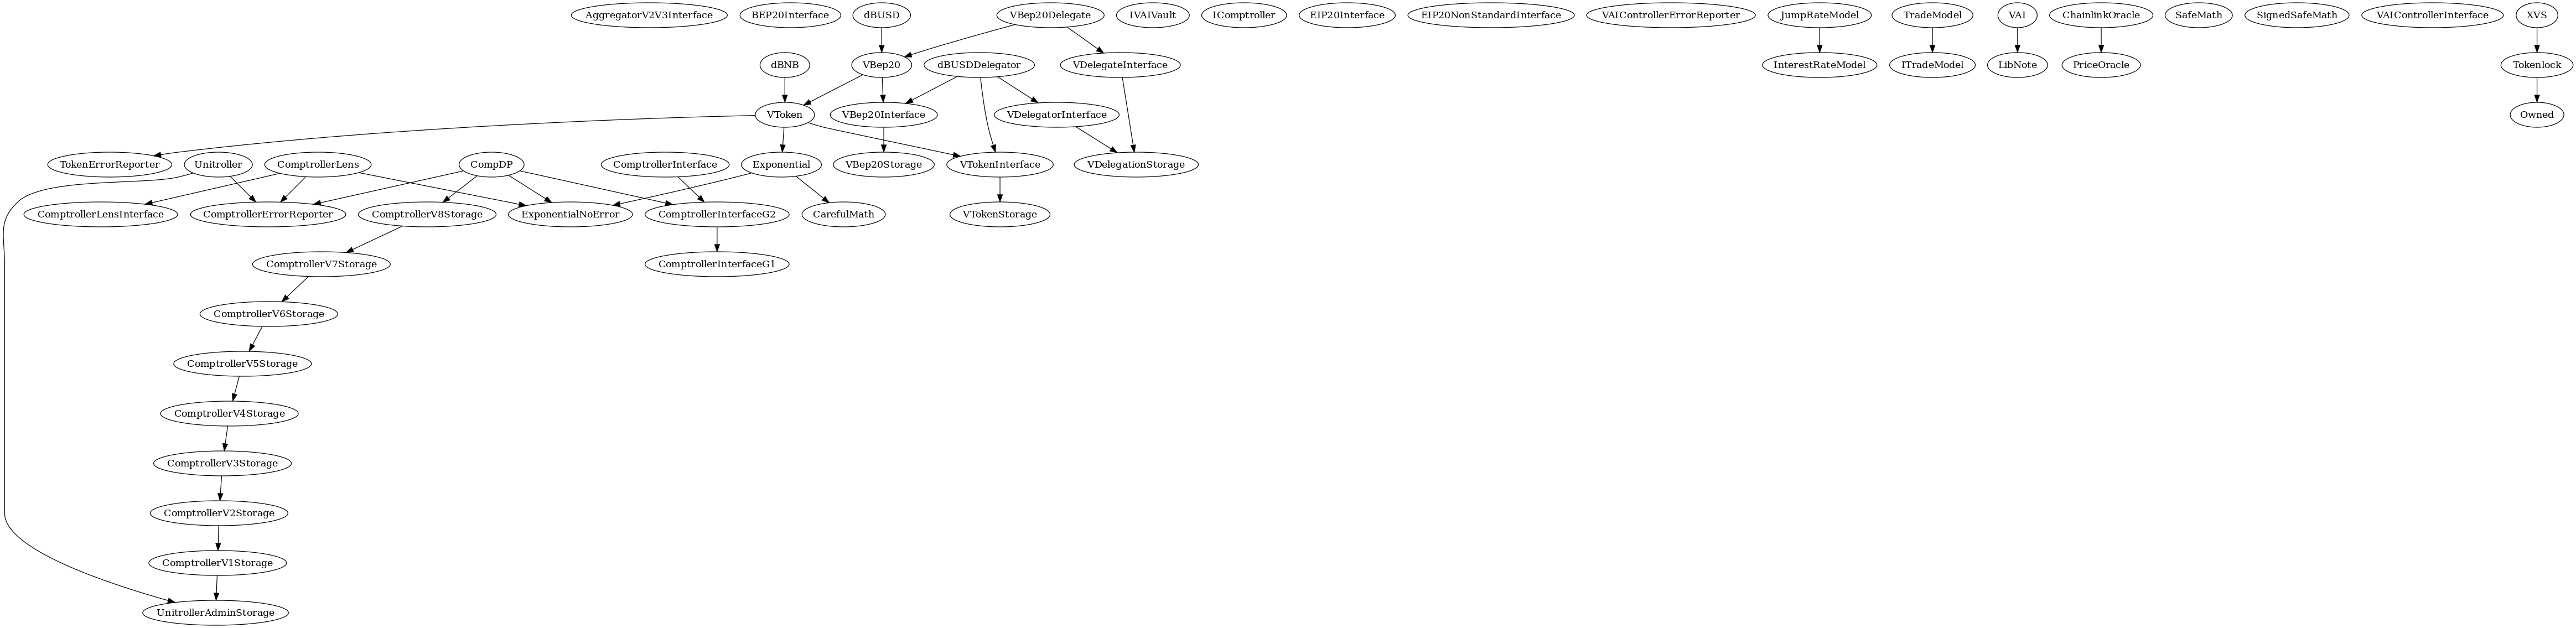 AggregatorV2V3Interface
BEP20Interface
dBUSD
VBep20Delegate
IVAIVault
IComptroller
EIP20Interface
EIP20NonStandardInterface
VAIControllerErrorReporter
JumpRateModel
TradeModel
VAI
ChainlinkOracle
SafeMath
SignedSafeMath
VAIControllerInterface
XVS
dBNB
VBep20
dBUSDDelegator
VDelegateInterface
InterestRateModel
ITradeModel
LibNote
PriceOracle
Tokenlock
VToken
VBep20Interface
VDelegatorInterface
Owned
TokenErrorReporter
Unitroller
ComptrollerLens
CompDP
ComptrollerInterface
Exponential
VBep20Storage
VTokenInterface
VDelegationStorage
ComptrollerLensInterface
ComptrollerErrorReporter
ComptrollerV8Storage
ExponentialNoError
ComptrollerInterfaceG2
CarefulMath
VTokenStorage
ComptrollerV7Storage
ComptrollerInterfaceG1
ComptrollerV6Storage
ComptrollerV5Storage
ComptrollerV4Storage
ComptrollerV3Storage
ComptrollerV2Storage
ComptrollerV1Storage
UnitrollerAdminStorage